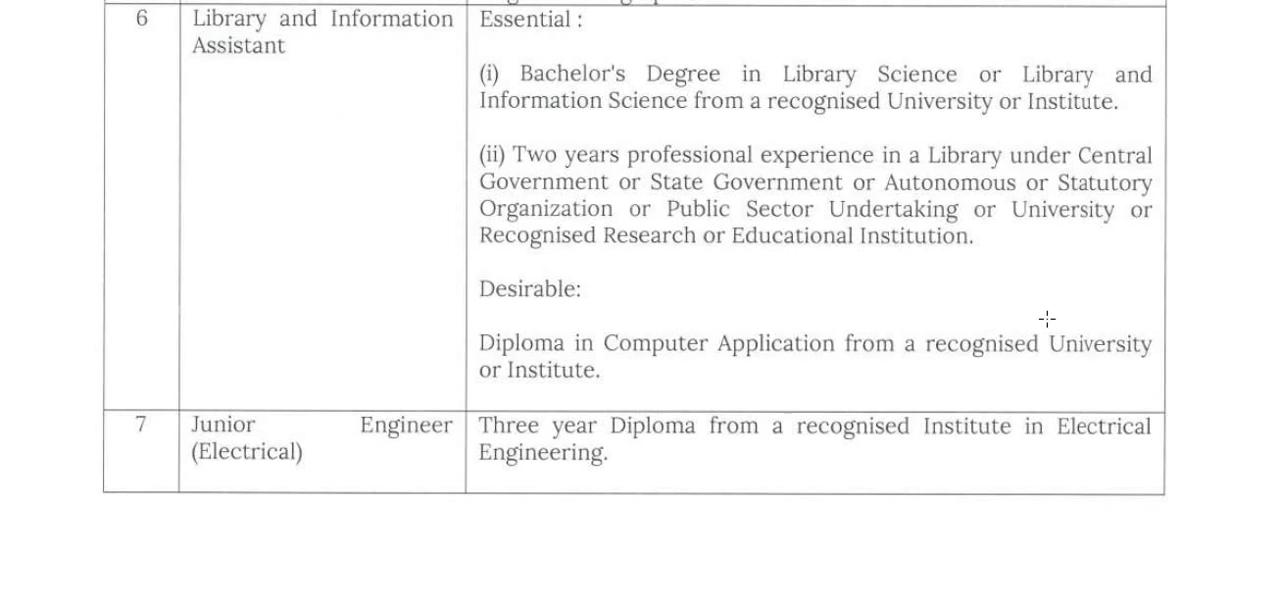 6
Library and Information
Assistant
Essential :
(i) Bachelor's Degree in Library Science or Library and
Information Science from a recognised University or Institute.
(ii) Two years professional experience in a Library under Central
Government or State Government or Autonomous or Statutory
Organization or Public Sector Undertaking or University or
Recognised Research or Educational Institution.
Desirable:
Diploma in Computer Application from a recognised University
or Institute.
7
Junior Engineer
(Electrical)
Three year Diploma from a recognised Institute in Electrical
Engineering.